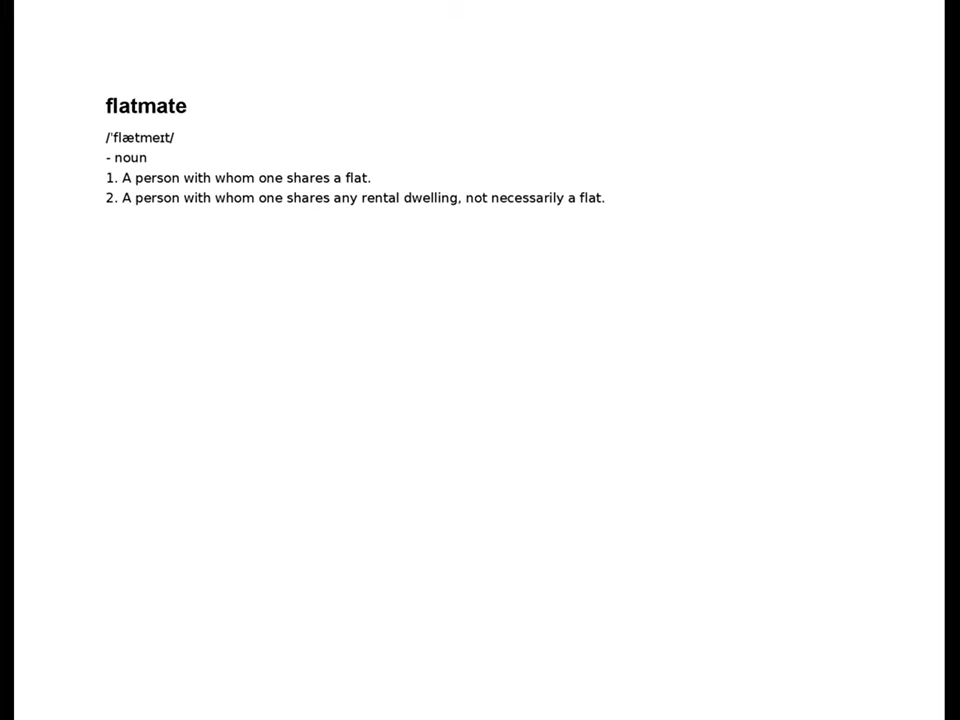 flatmate
/ˈflætmeɪt/
- noun
1. A person with whom one shares a flat.
2. A person with whom one shares any rental dwelling, not necessarily a flat.